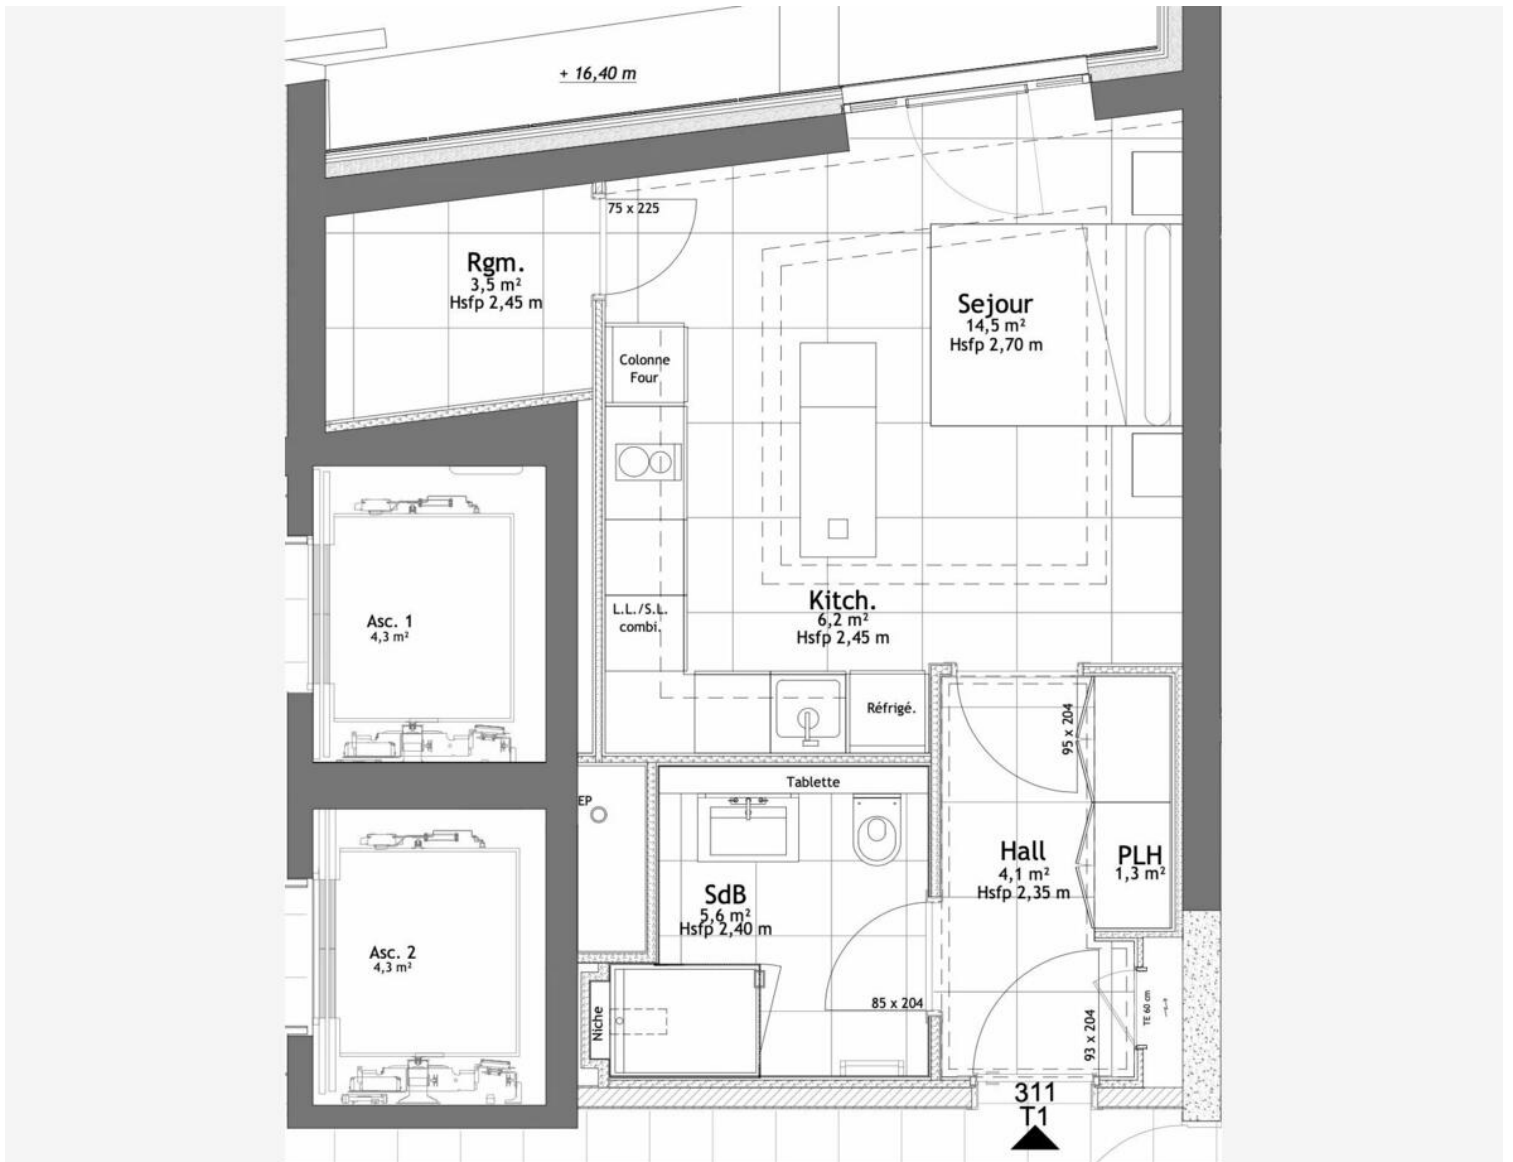 + 16,40 m
75 x 225
Rgm.
3,5 m²
Hsfp 2,45 m
Sejour
14,5 m²
Hsfp 2,70 m
Colonne
Four
Kitch.
6,2 m²
Hsfp 2,45 m
L.L./S.L.
combi.
Asc. 1
4,3 m²
Réfrigé.
95 x 204
Tablette
EP
Hall
4,1 m²
Hsfp 2,35 m
PLH
1,3 m²
SdB
5,6 m²
Hsfp 2,40 m
Asc. 2
4,3 m²
Niche
85 x 204
93 x 204
TE 60 cm
311
T1